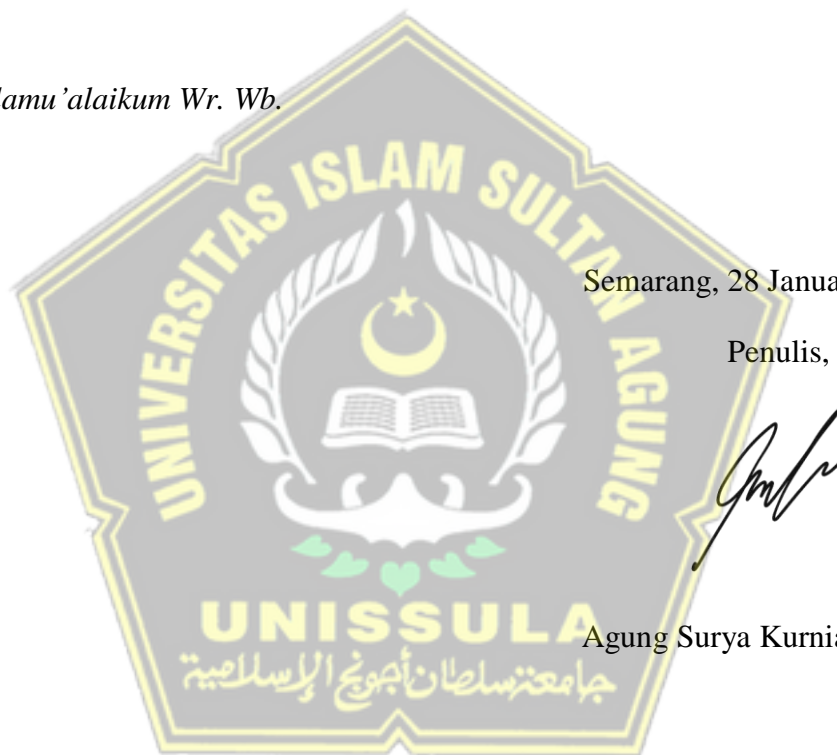 lamu’alaikum Wr. Wb.
UNIVERSITAS ISLAM SULTAN AGUNG
Semarang, 28 Janua
Penulis,
UNISSULA
Agung Surya Kurnia
جامعة سلطان أجونج الإسلامية